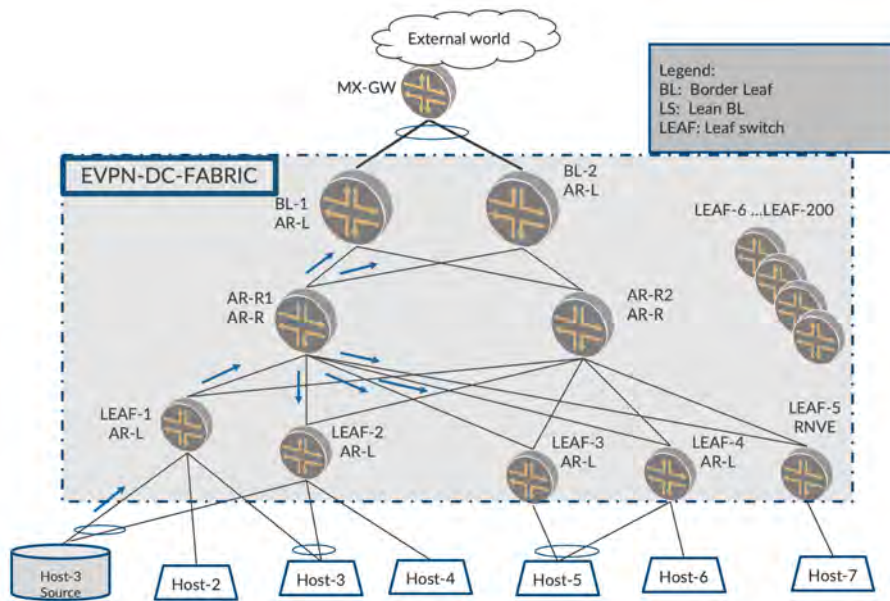 External world
MX-GW
Legend:
BL: Border Leaf
LS: Lean BL
LEAF: Leaf switch
EVPN-DC-FABRIC
BL-1
AR-L
BL-2
AR-L
LEAF-6 ...LEAF-200
AR-R1
AR-R
AR-R2
AR-R
LEAF-1
AR-L
LEAF-2
AR-L
LEAF-3
AR-L
LEAF-4
AR-L
LEAF-5
RNVE
Host-3
Source
Host-2
Host-3
Host-4
Host-5
Host-6
Host-7